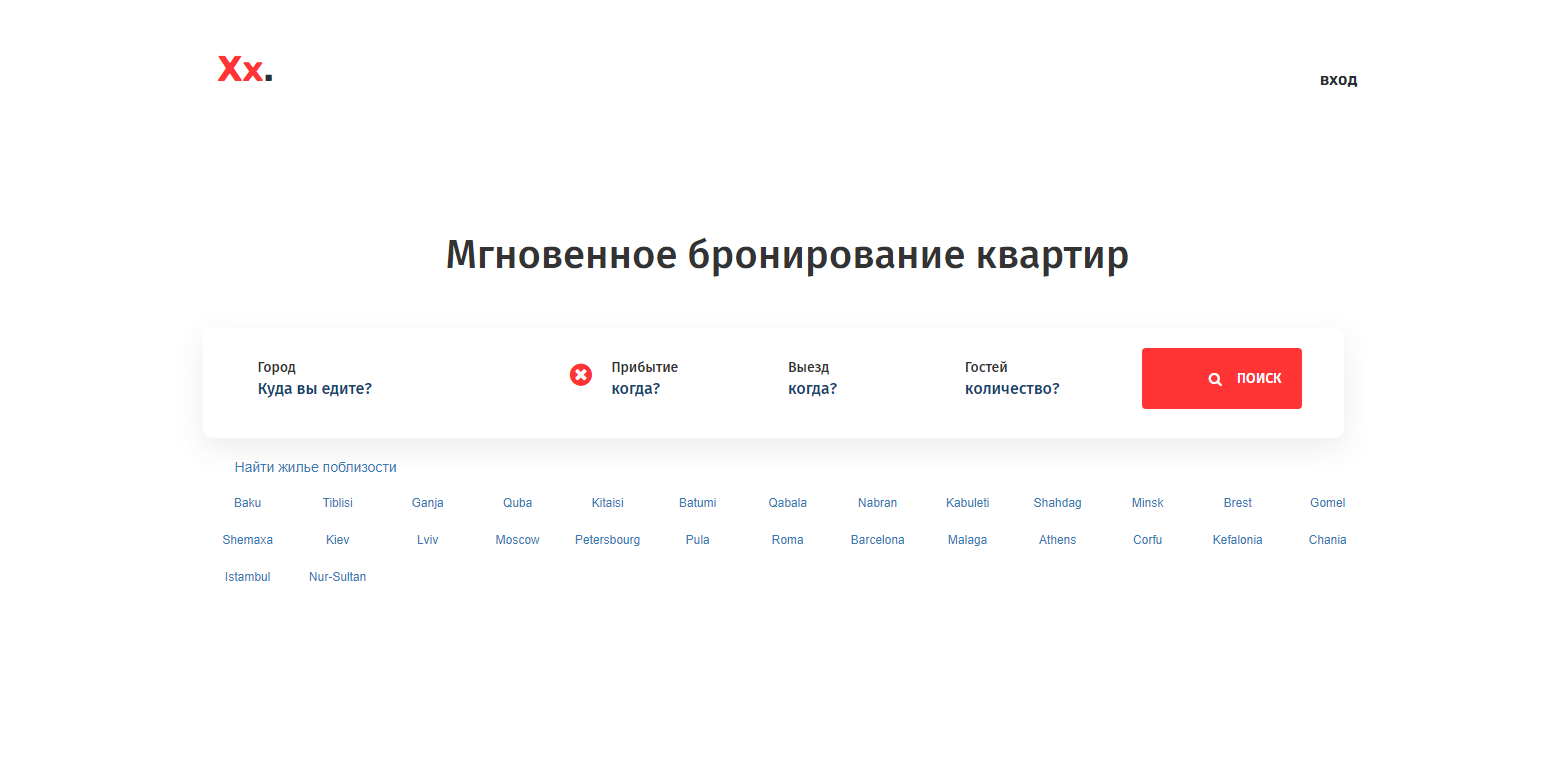 Xx.
вход
Мгновенное бронирование квартир
Город Прибытие Выезд Гостей
Куда вы едите? когда? когда? количество? ПОИСК
Найти жилье поблизости
Baku Tiblisi Ganja Quba Kitaisi Batumi Qabala Nabran Kabuleti Shahdag Minsk Brest Gomel
Shemaxa Kiev Lviv Moscow Petersbourg Pula Roma Barcelona Malaga Athens Corfu Kefalonia Chania
Istambul Nur-Sultan